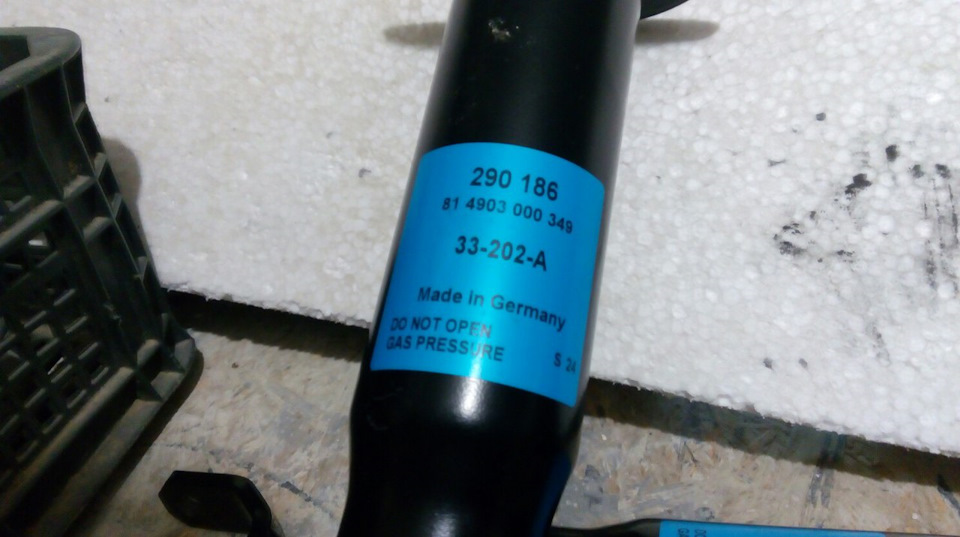 290 186
81 4903 000 349
33-202-A
Made in Germany
DO NOT OPEN
GAS PRESSURE
S 24